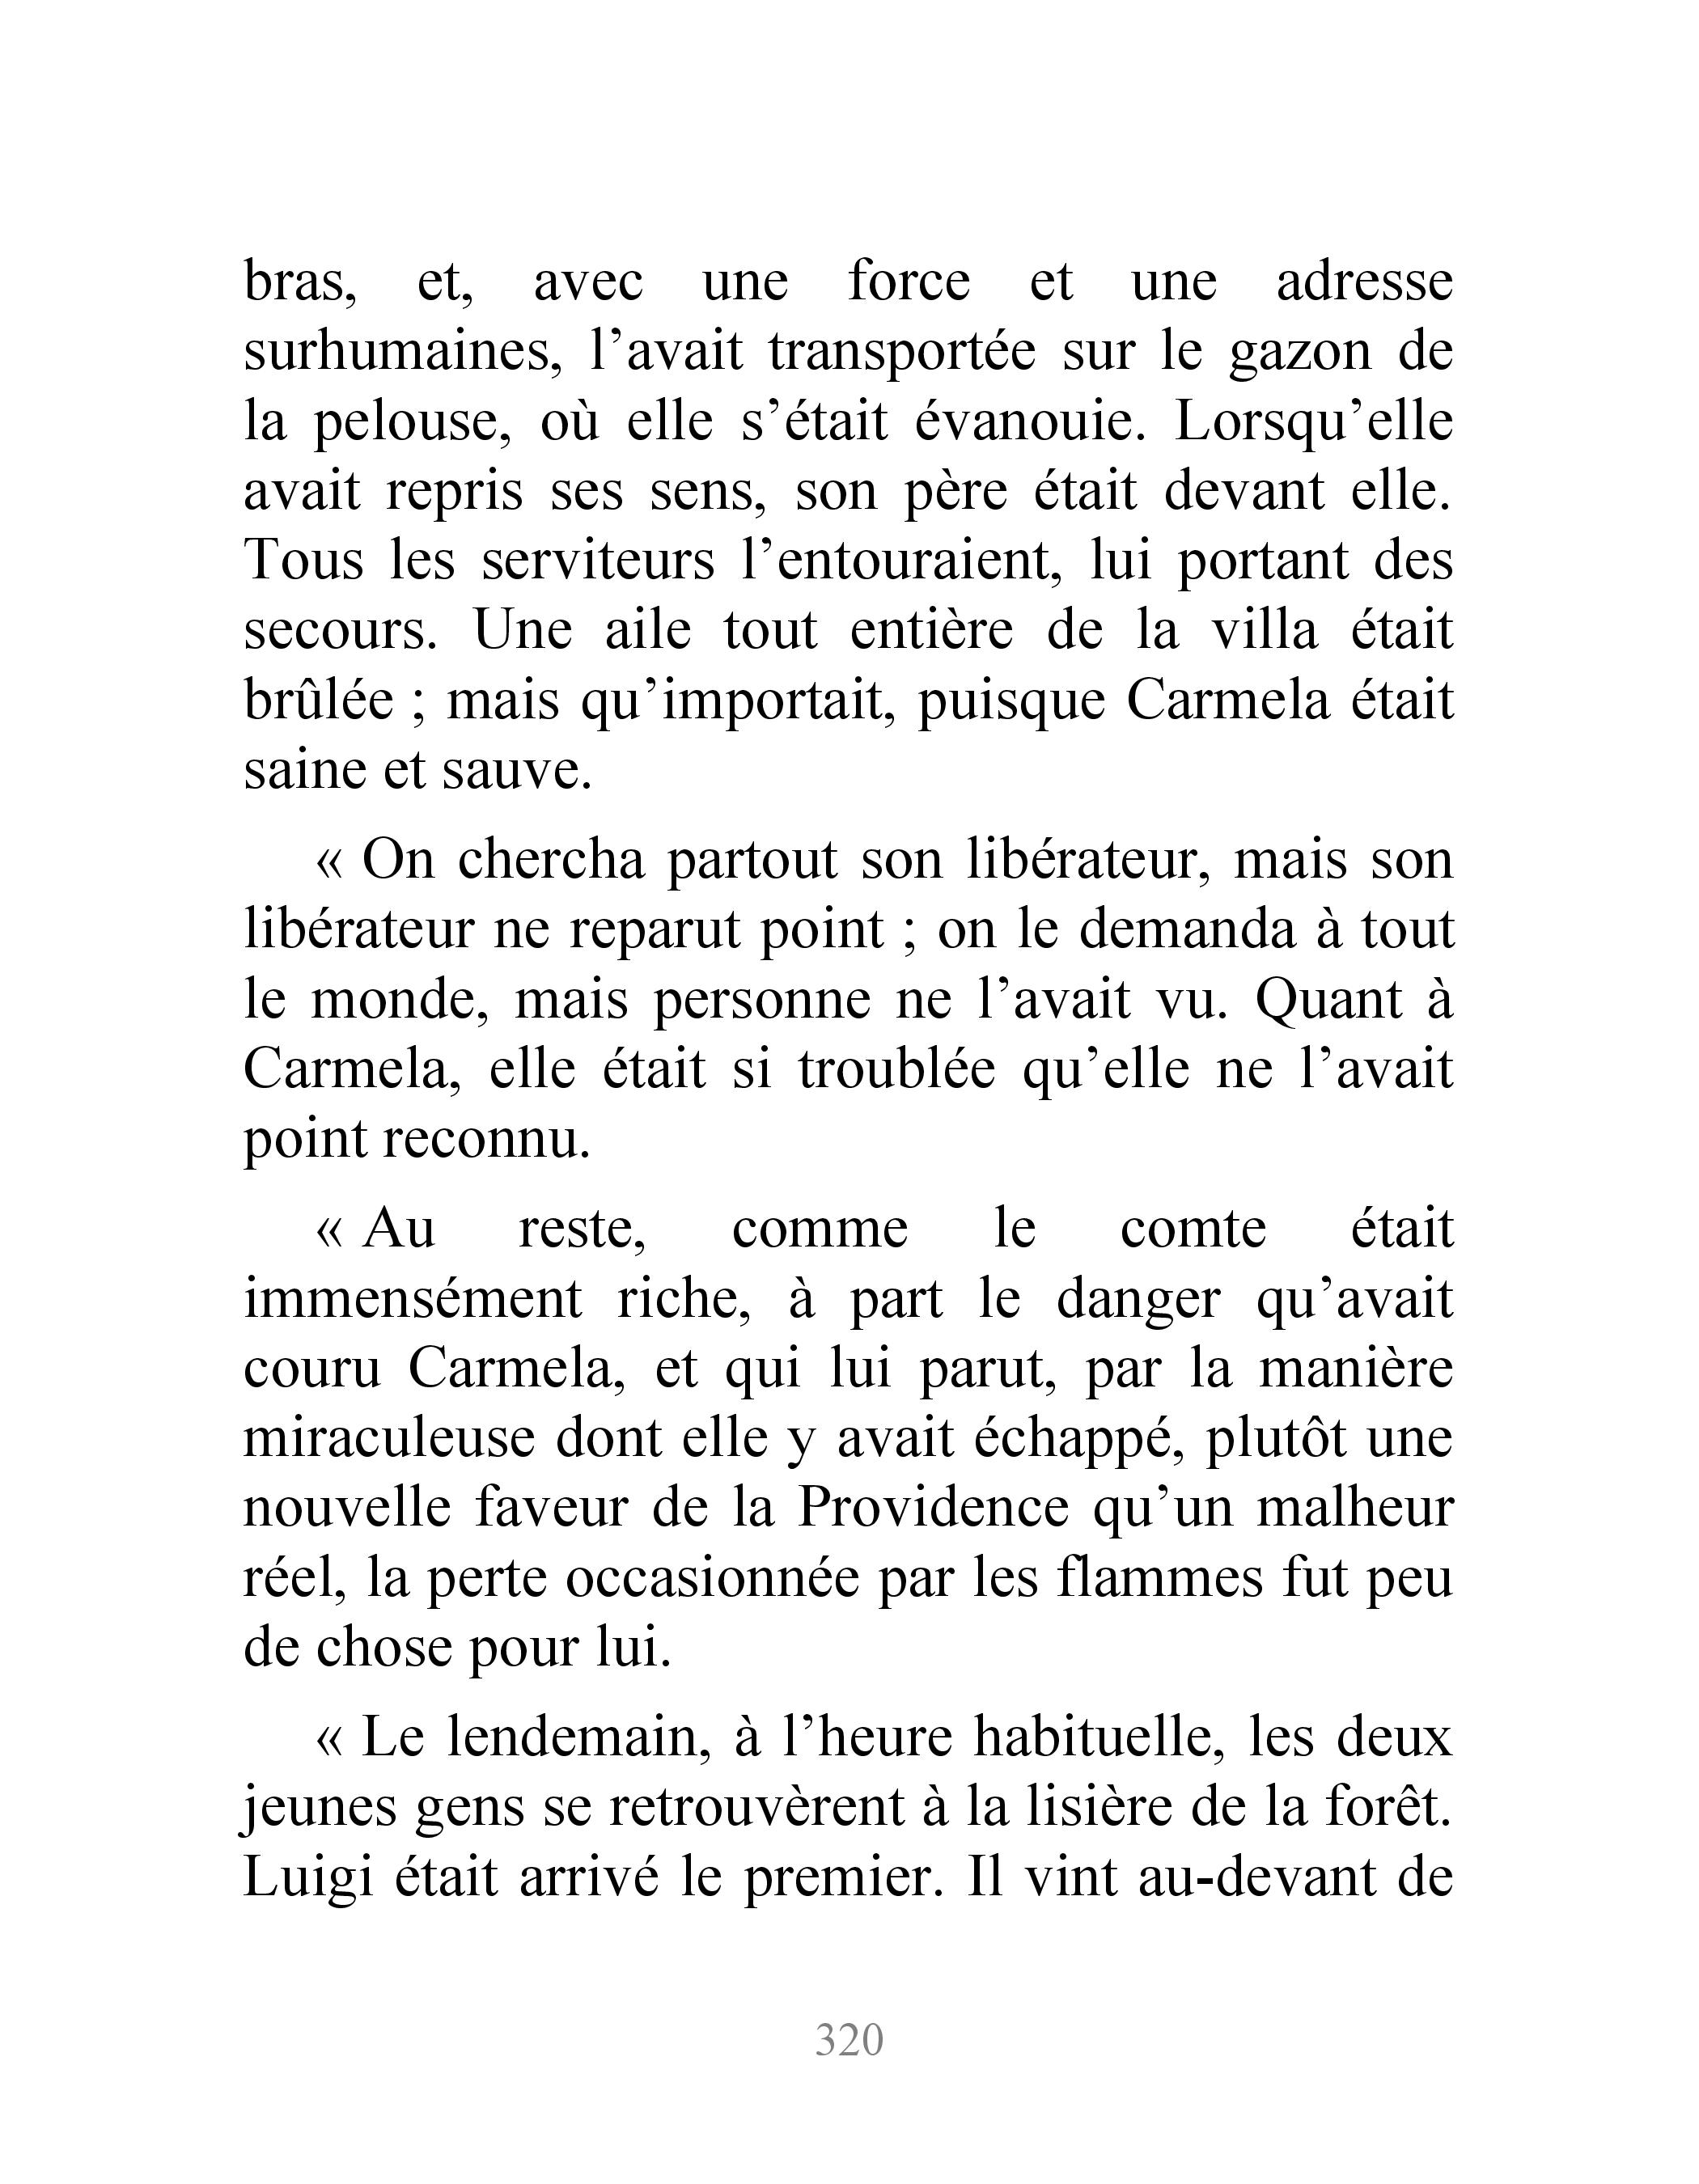 bras, et, avec une force et une adresse
surhumaines, l’avait transportée sur le gazon de
la pelouse, où elle s’était évanouie. Lorsqu’elle
avait repris ses sens, son père était devant elle.
Tous les serviteurs l’entouraient, lui portant des
secours. Une aile tout entière de la villa était
brûlée ; mais qu’importait, puisque Carmela était
saine et sauve.
« On chercha partout son libérateur, mais son
libérateur ne reparut point ; on le demanda à tout
le monde, mais personne ne l’avait vu. Quant à
Carmela, elle était si troublée qu’elle ne l’avait
point reconnu.
« Au reste, comme le comte était
immensément riche, à part le danger qu’avait
couru Carmela, et qui lui parut, par la manière
miraculeuse dont elle y avait échappé, plutôt une
nouvelle faveur de la Providence qu’un malheur
réel, la perte occasionnée par les flammes fut peu
de chose pour lui.
« Le lendemain, à l’heure habituelle, les deux
jeunes gens se retrouvèrent à la lisière de la forêt.
Luigi était arrivé le premier. Il vint au-devant de
320